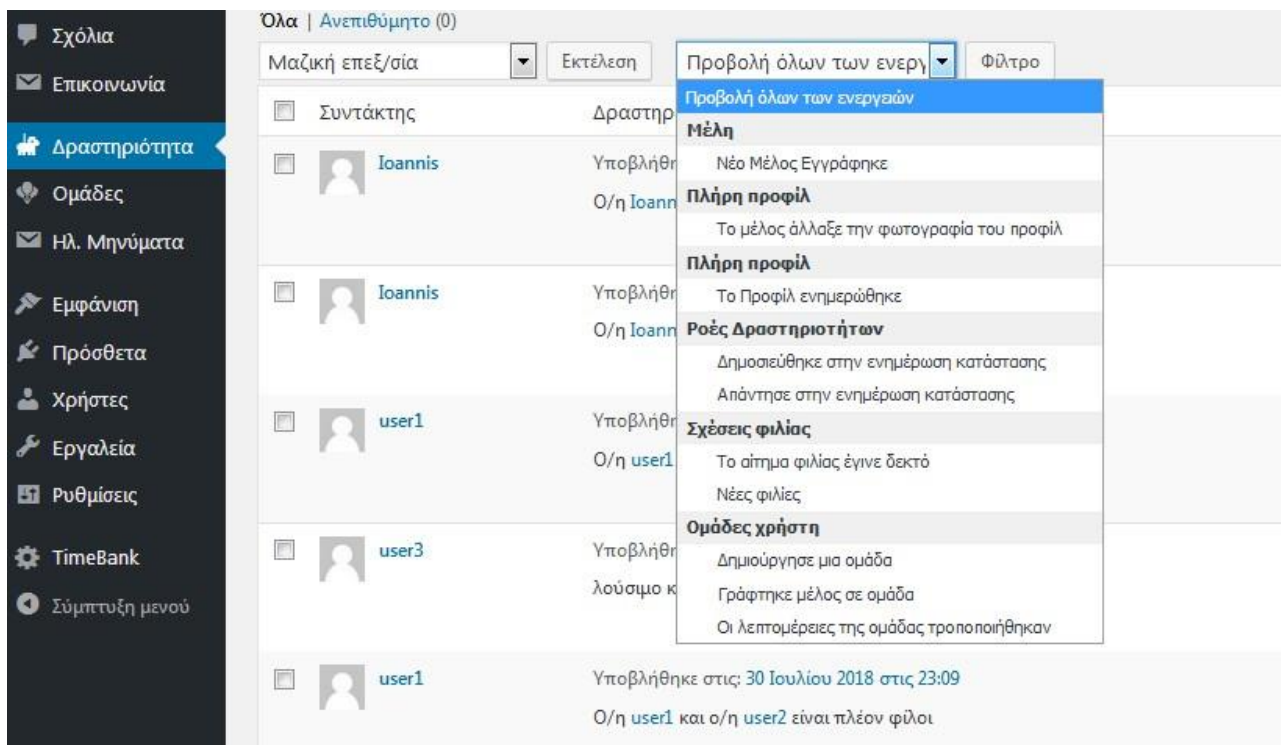 Σχόλια
Επικοινωνία
Δραστηριότητα
Ομάδες
Ηλ. Μηνύματα
Εμφάνιση
Πρόσθετα
Χρήστες
Εργαλεία
Ρυθμίσεις
TimeBank
Σύμπτυξη μενού
Όλα | Ανεπιθύμητο (0)
Μαζική επεξ/σία Εκτέλεση Προβολή όλων των ενεργ Φίλτρο
Συντάκτης Δραστηρ
Ioannis Υποβλήθη
Ο/η Ioann
Ioannis Υποβλήθη
Ο/η Ioann
user1 Υποβλήθη
Ο/η user1
user3 Υποβλήθη
λούσιμο κ
user1 Υποβλήθηκε στις: 30 Ιουλίου 2018 στις 23:09
Ο/η user1 και ο/η user2 είναι πλέον φίλοι
Προβολή όλων των ενεργειών
Μέλη
Νέο Μέλος Εγγράφηκε
Πλήρη προφίλ
Το μέλος άλλαξε την φωτογραφία του προφίλ
Πλήρη προφίλ
Το Προφίλ ενημερώθηκε
Ροές Δραστηριοτήτων
Δημοσιεύθηκε στην ενημέρωση κατάστασης
Απάντησε στην ενημέρωση κατάστασης
Σχέσεις φιλίας
Το αίτημα φιλίας έγινε δεκτό
Νέες φιλίες
Ομάδες χρήστη
Δημιούργησε μια ομάδα
Γράφτηκε μέλος σε ομάδα
Οι λεπτομέρειες της ομάδας τροποποιήθηκαν